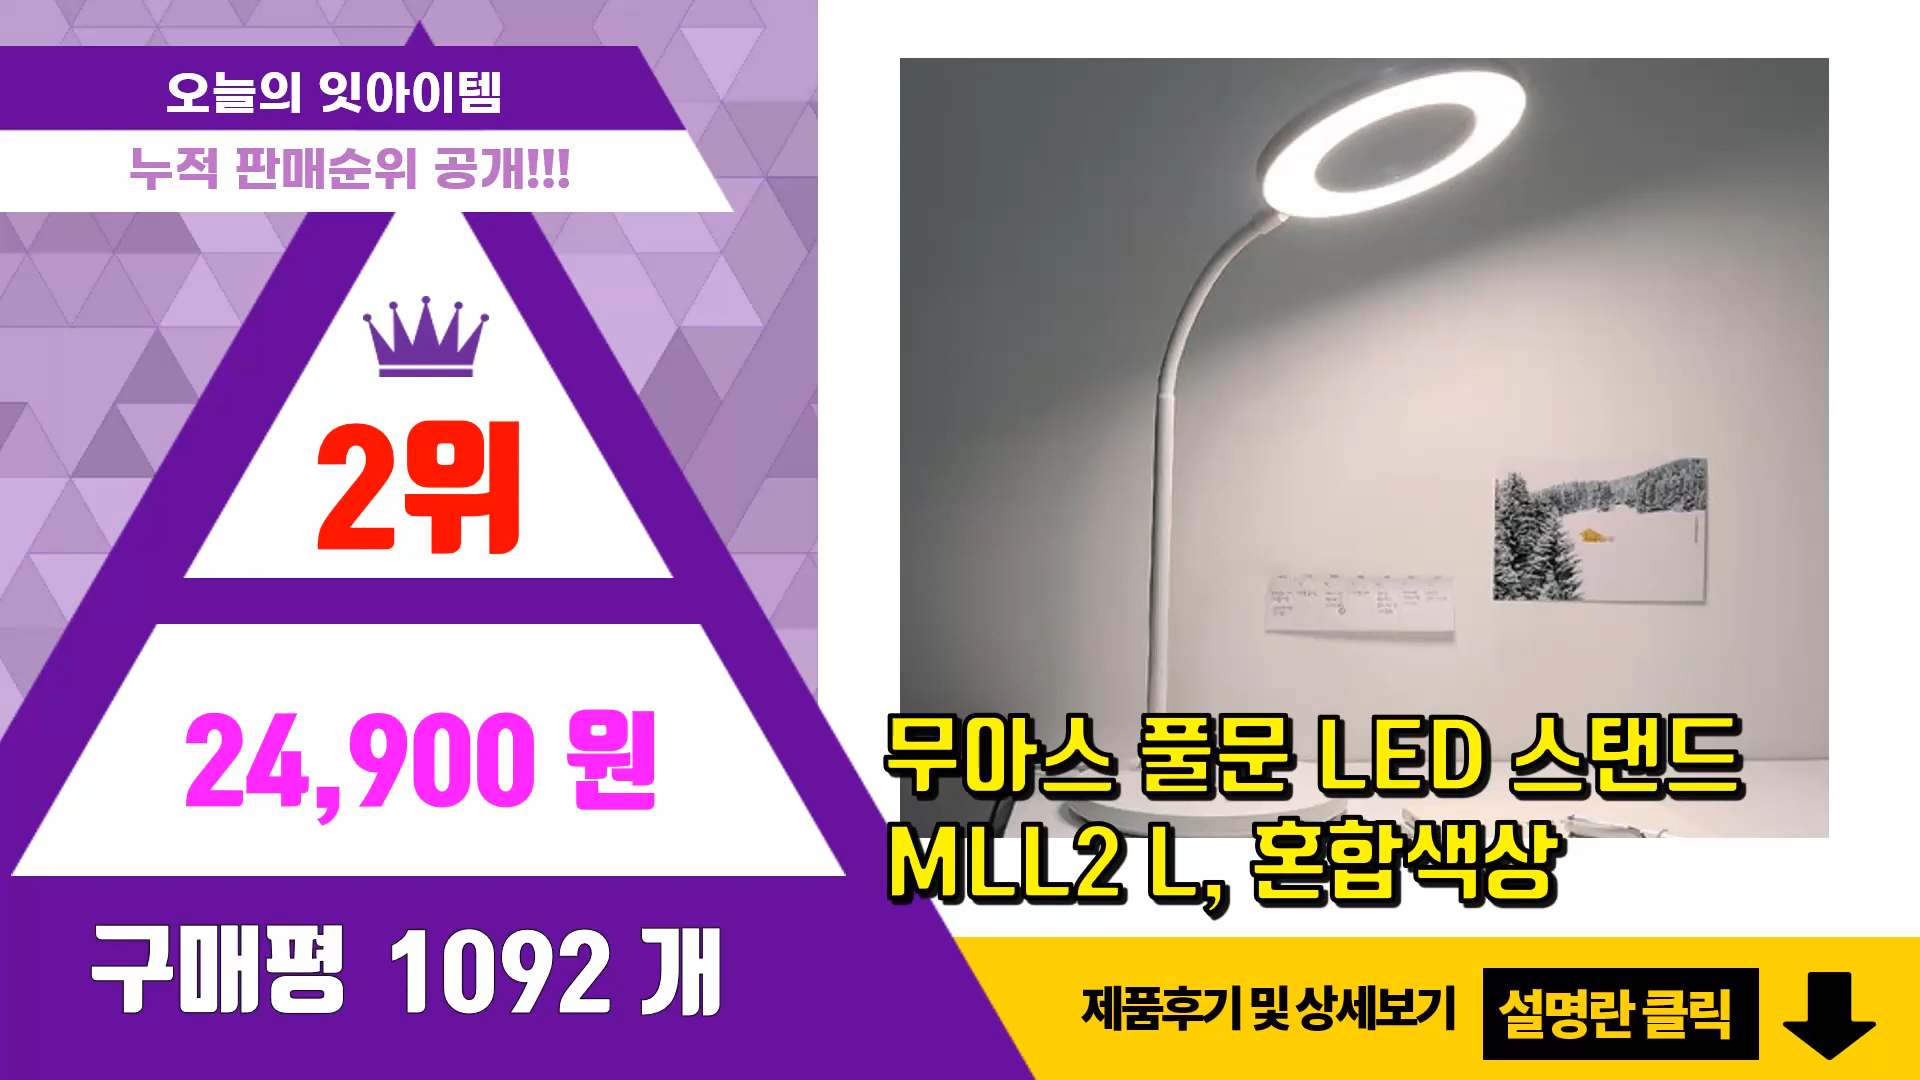 오늘의 잇아이템
누적 판매순위 공개!!!
2위
24,900 원
구매평 1092 개
무아스 풀문 LED 스탠드
MLL2 L, 혼합색상
제품후기 및 상세보기
설명란 클릭